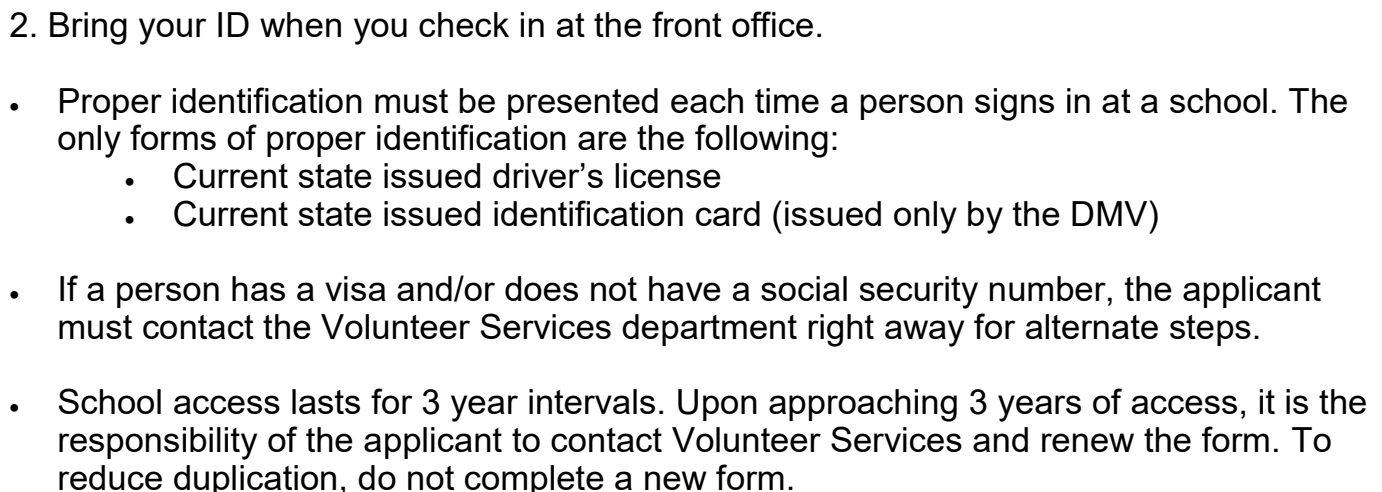 2. Bring your ID when you check in at the front office.
• Proper identification must be presented each time a person signs in at a school. The
only forms of proper identification are the following:
• Current state issued driver’s license
• Current state issued identification card (issued only by the DMV)
• If a person has a visa and/or does not have a social security number, the applicant
must contact the Volunteer Services department right away for alternate steps.
• School access lasts for 3 year intervals. Upon approaching 3 years of access, it is the
responsibility of the applicant to contact Volunteer Services and renew the form. To
reduce duplication, do not complete a new form.